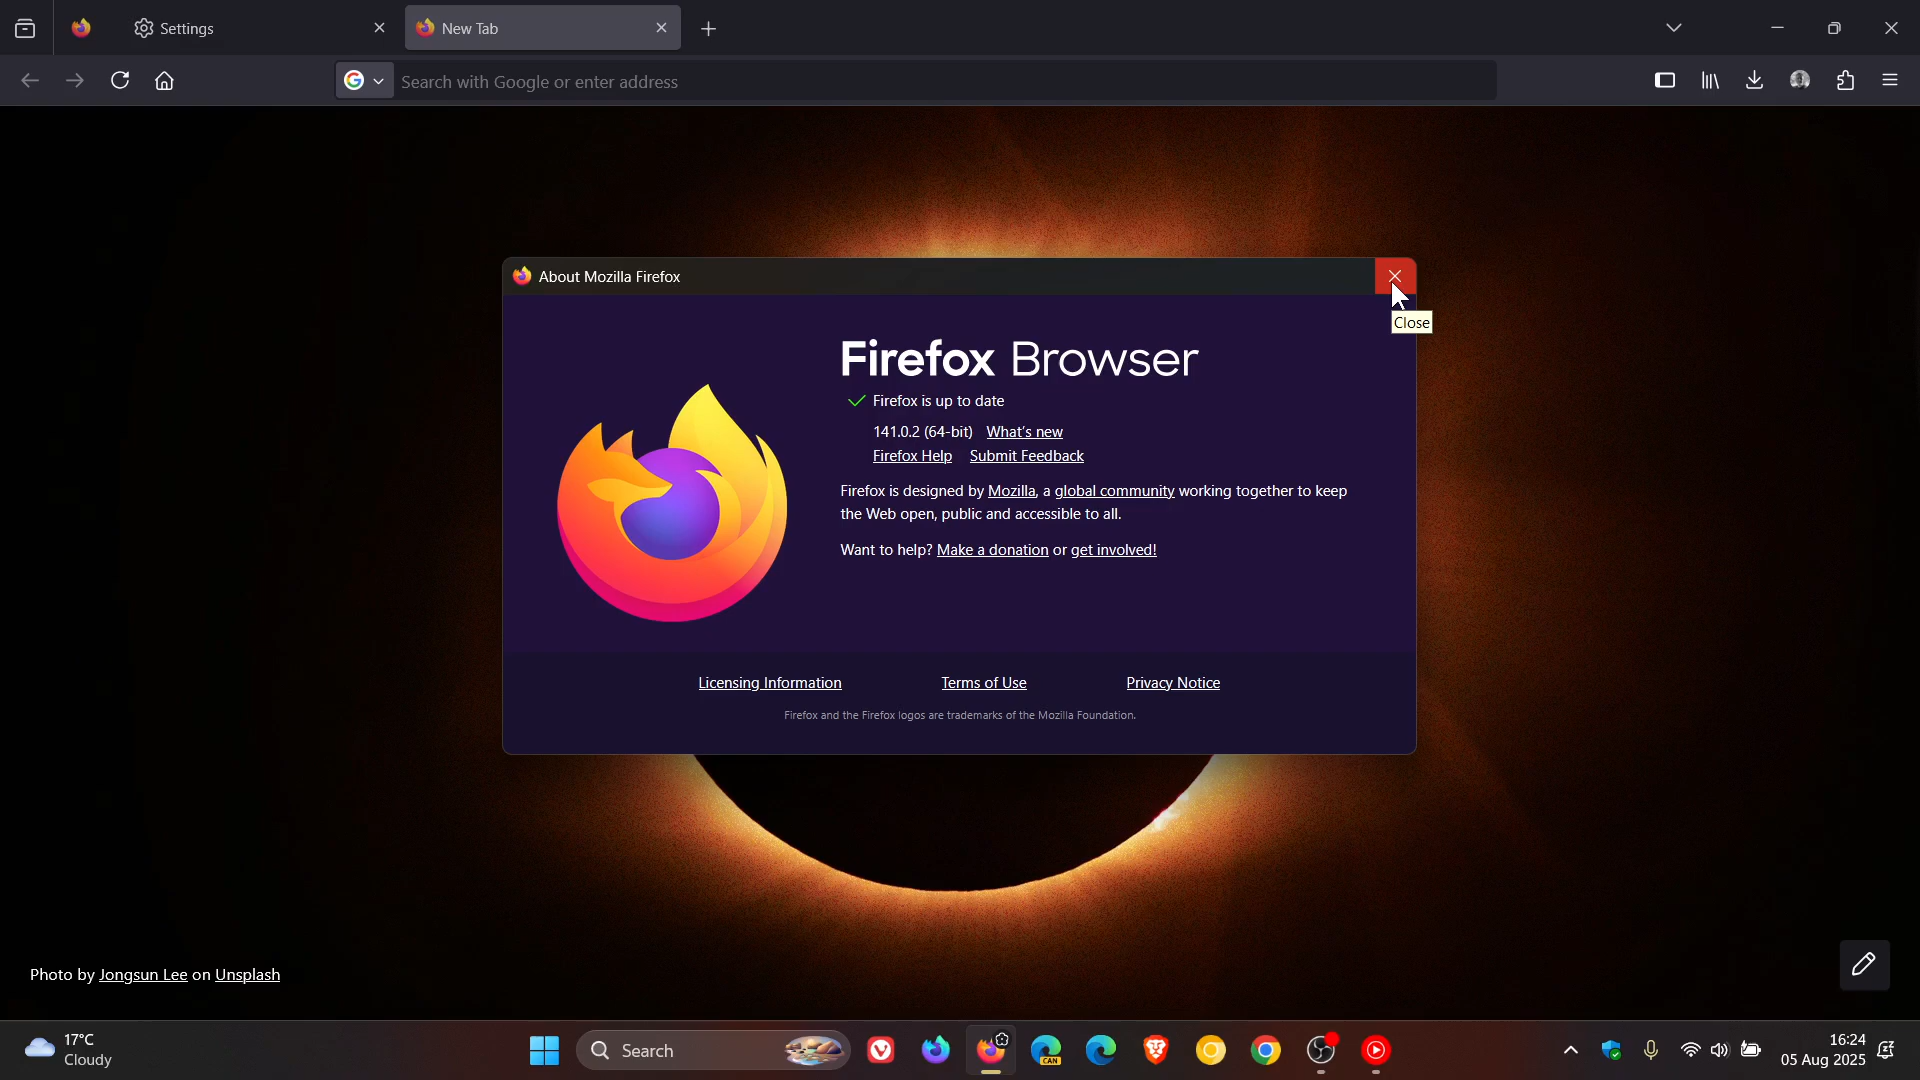 Settings
New Tab
Search with Google or enter address
About Mozilla Firefox
Close
Firefox Browser
Firefox is up to date
141.0.2 (64-bit) What's new
Firefox Help Submit Feedback
Firefox is designed by Mozilla, a global community working together to keep
the Web open, public and accessible to all.
Want to help? Make a donation or get involved!
Licensing Information Terms of Use Privacy Notice
Firefox and the Firefox logos are trademarks of the Mozilla Foundation.
Photo by Jongsun Lee on Unsplash
17°C
Cloudy
Search
CAN
16:24
05 Aug 2025